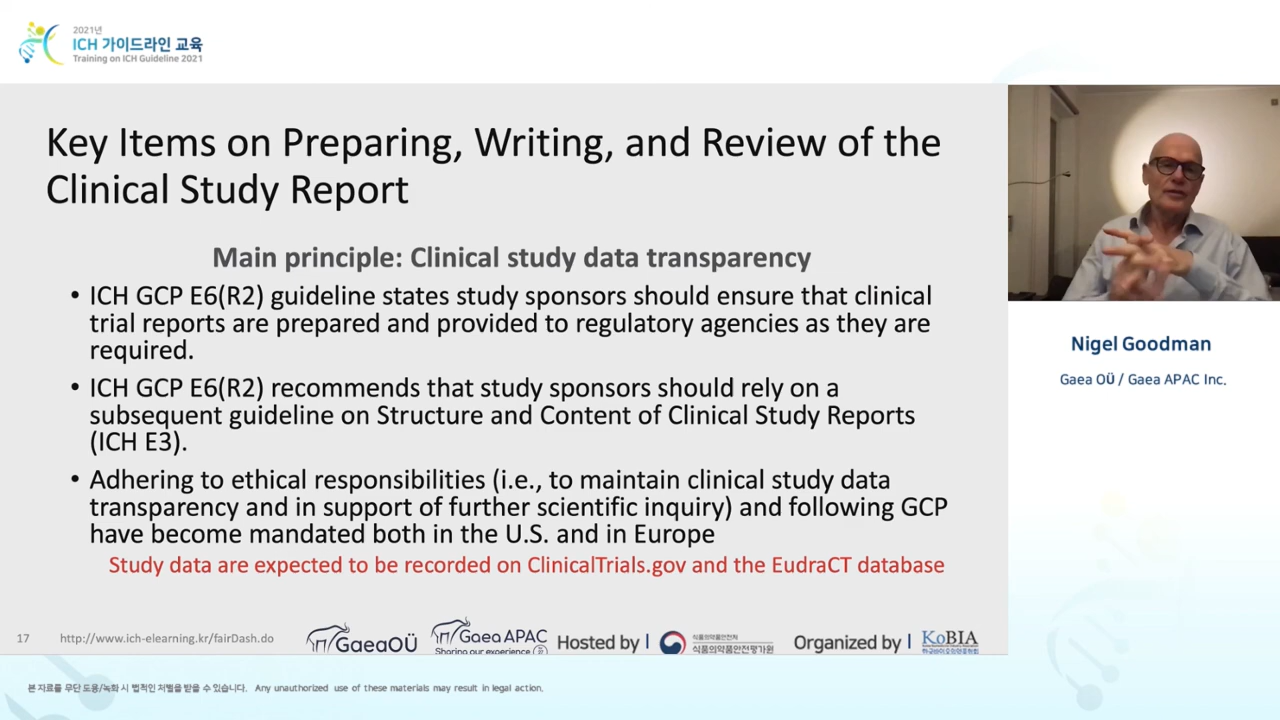 2021년
ICH 가이드라인 교육
Training on ICH Guideline 2021
Key Items on Preparing, Writing, and Review of the
Clinical Study Report
Main principle: Clinical study data transparency
• ICH GCP E6(R2) guideline states study sponsors should ensure that clinical
trial reports are prepared and provided to regulatory agencies as they are
required.
• ICH GCP E6(R2) recommends that study sponsors should rely on a
subsequent guideline on Structure and Content of Clinical Study Reports
(ICH E3).
• Adhering to ethical responsibilities (i.e., to maintain clinical study data
transparency and in support of further scientific inquiry) and following GCP
have become mandated both in the U.S. and in Europe
Study data are expected to be recorded on ClinicalTrials.gov and the EudraCT database
Nigel Goodman
Gaea OÜ / Gaea APAC Inc.
17
http://www.ich-elearning.kr/fairDash.do
GaeaOÜ
Gaea APAC
Sharing our experience
Hosted by |
식품의약품안전처
식품의약품안전평가원
Organized by |
KoBIA
본 자료를 무단 도용/녹화 시 법적인 처벌을 받을 수 있습니다. Any unauthorized use of these materials may result in legal action.